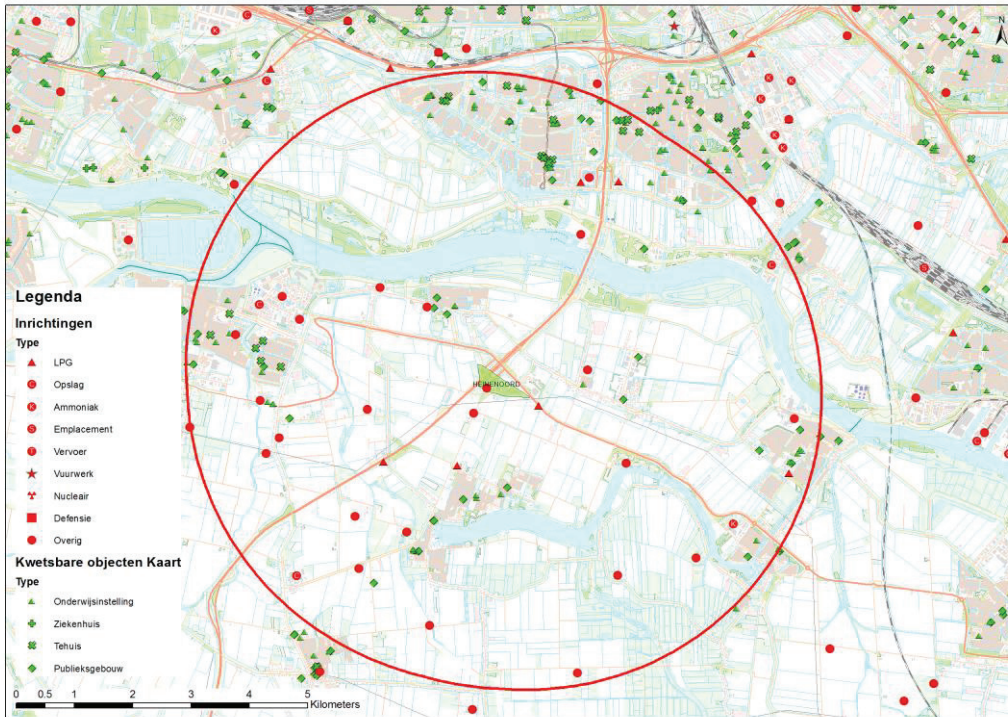 N
HEINENOORD
Legenda
Inrichtingen
Type
LPG
C Opslag
K Ammoniak
S Emplacement
T Vervoer
Vuurwerk
Nucleair
Defensie
Overig
Kwetsbare objecten Kaart
Type
Onderwijsinstelling
Ziekenhuis
Tehuis
Publieksgebouw
0 0.5 1 2 3 4 5
Kilometers